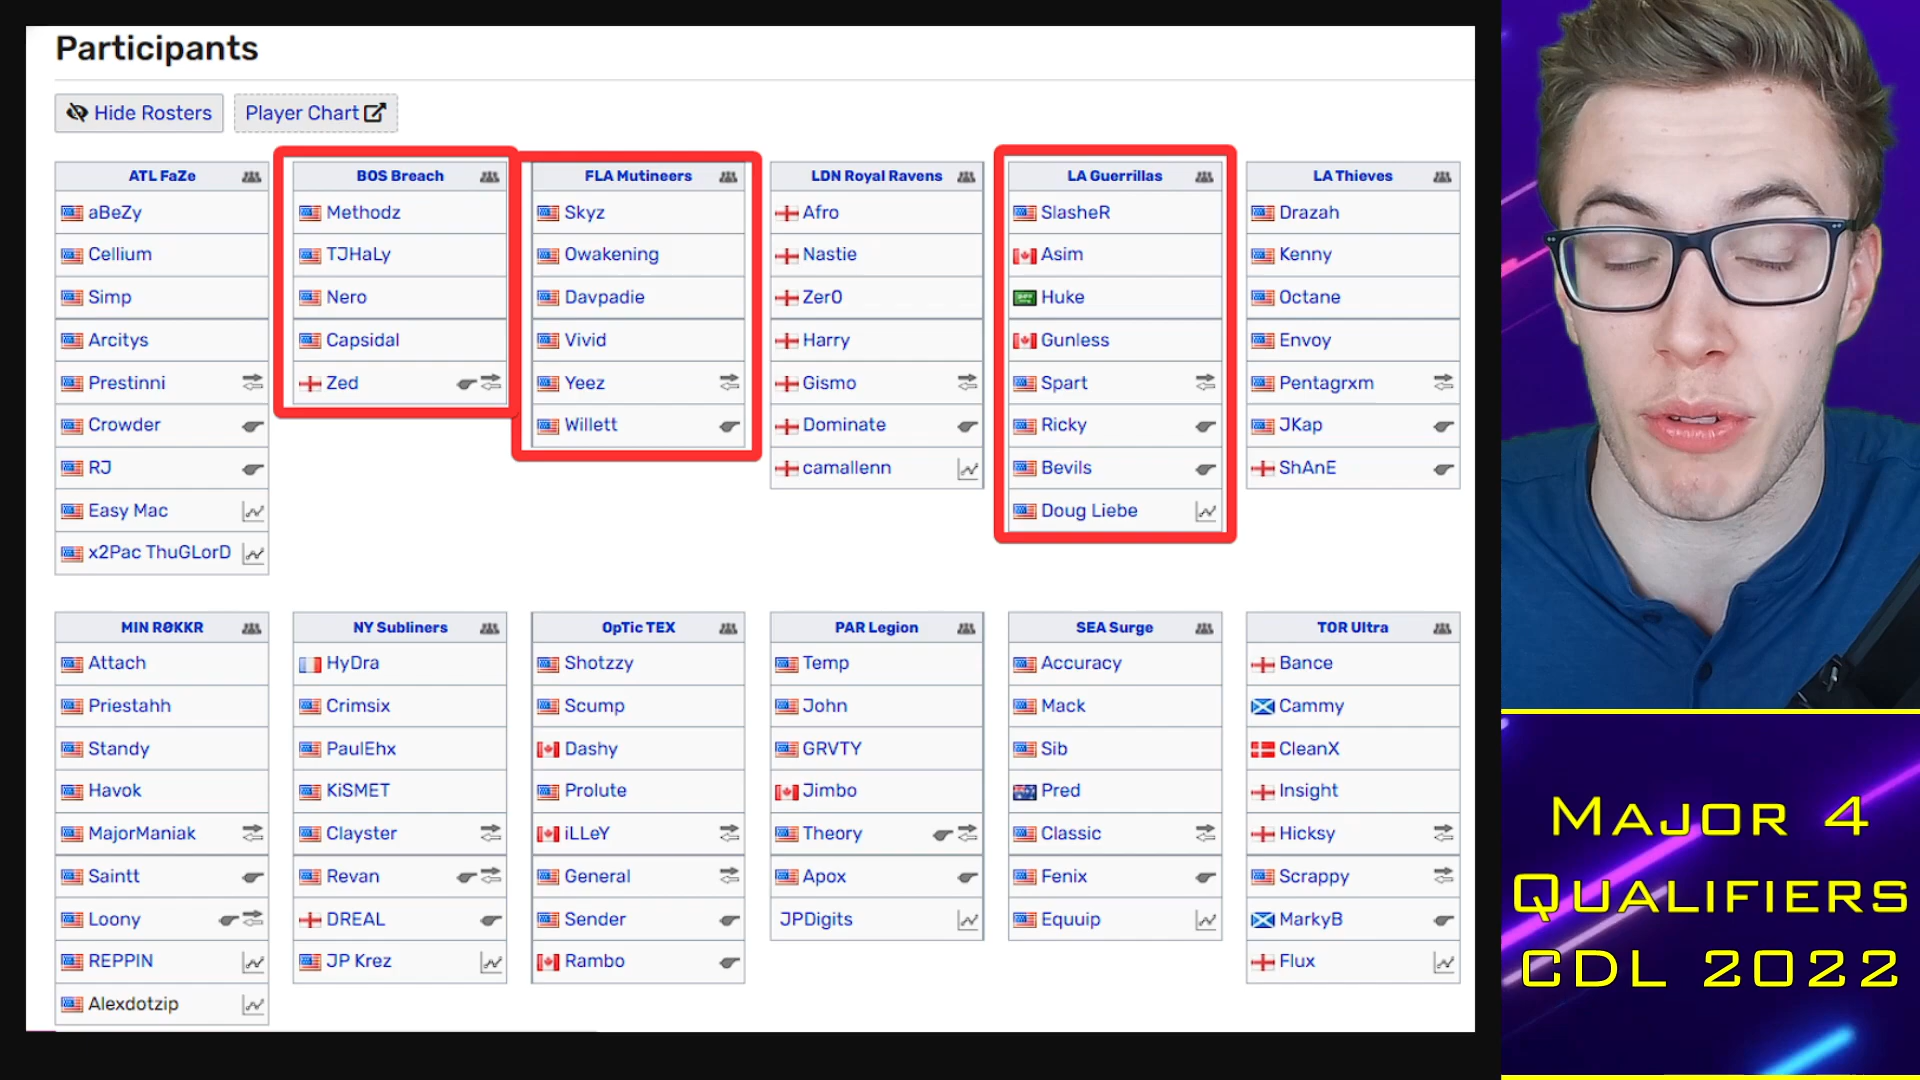 Participants
Hide Rosters
Player Chart
ATL FaZe
aBeZy
Cellium
Simp
Arcitys
Prestinni
Crowder
RJ
Easy Mac
x2Pac ThuGLorD
BOS Breach
Methodz
TJHaLy
Nero
Capsidal
Zed
FLA Mutineers
Skyz
Owakening
Davpadie
Vivid
Yeez
Willett
LDN Royal Ravens
Afro
Nastie
Zer0
Harry
Gismo
Dominate
camallenn
LA Guerrillas
SlasheR
Asim
Huke
Gunless
Spart
Ricky
Bevils
Doug Liebe
LA Thieves
Drazah
Kenny
Octane
Envoy
Pentagrxm
JKap
ShAnE
MIN RØKKR
Attach
Priestahh
Standy
Havok
MajorManiak
Saintt
Loony
REPPIN
Alexdotzip
NY Subliners
HyDra
Crimsix
PaulEhx
KiSMET
Clayster
Revan
DREAL
JP Krez
OpTic TEX
Shotzzy
Scump
Dashy
Prolute
iLLeY
General
Sender
Rambo
PAR Legion
Temp
John
GRVTY
Jimbo
Theory
Apox
JPDigits
SEA Surge
Accuracy
Mack
Sib
Pred
Classic
Fenix
Equuip
TOR Ultra
Bance
Cammy
CleanX
Insight
Hicksy
Scrappy
MarkyB
Flux
MAJOR 4
QUALIFIERS
CDL 2022